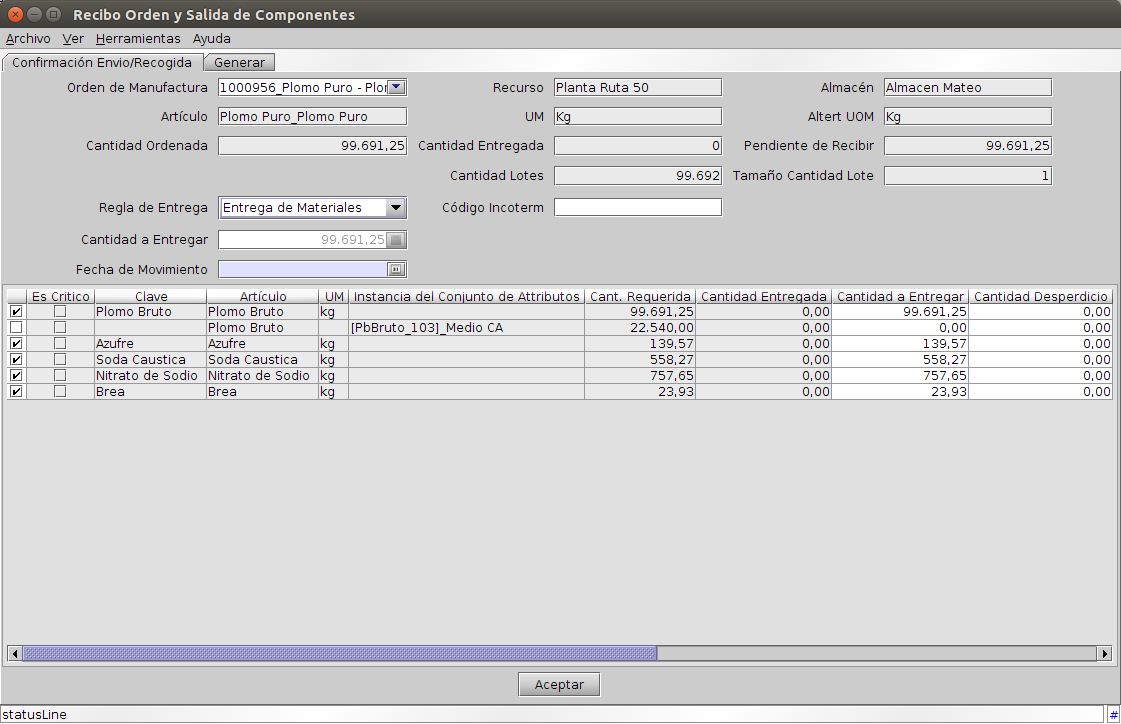 Recibo Orden y Salida de Componentes
Archivo Ver Herramientas Ayuda
Confirmación Envio/Recogida Generar
Orden de Manufactura 1000956_Plomo Puro - Plor Recurso Planta Ruta 50 Almacén Almacen Mateo
Artículo Plomo Puro_Plomo Puro UM Kg Altert UOM Kg
Cantidad Ordenada 99.691,25 Cantidad Entregada 0 Pendiente de Recibir 99.691,25
Cantidad Lotes 99.692 Tamaño Cantidad Lote 1
Regla de Entrega Entrega de Materiales Código Incoterm
Cantidad a Entregar 99.691,25
Fecha de Movimiento
Es Critico Clave Artículo UM Instancia del Conjunto de Attributos Cant. Requerida Cantidad Entregada Cantidad a Entregar Cantidad Desperdicio
Plomo Bruto Plomo Bruto kg 99.691,25 0,00 99.691,25 0,00
Plomo Bruto [PbBruto_103]_Medio CA 22.540,00 0,00 0,00 0,00
Azufre Azufre kg 139,57 0,00 139,57 0,00
Soda Caustica Soda Caustica kg 558,27 0,00 558,27 0,00
Nitrato de Sodio Nitrato de Sodio kg 757,65 0,00 757,65 0,00
Brea Brea kg 23,93 0,00 23,93 0,00
Aceptar
statusLine #